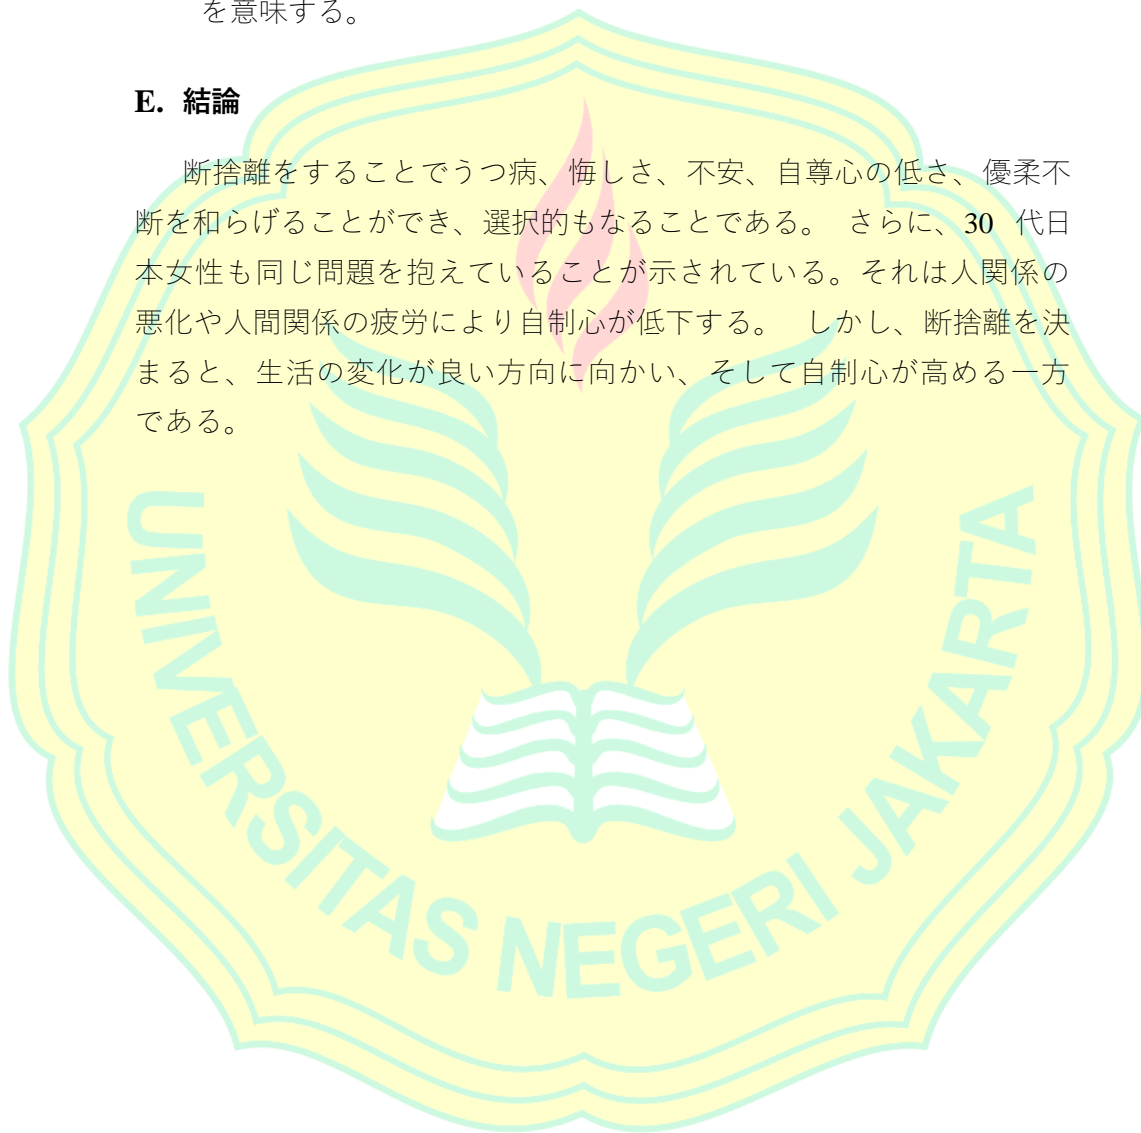 を意味する。
E. 結論
断捨離をすることでうつ病、悔しさ、不安、自尊心の低さ、優柔不
断を和らげることができ、選択的もなることである。 さらに、30 代日
本女性も同じ問題を抱えていることが示されている。それは人関係の
悪化や人間関係の疲労により自制心が低下する。 しかし、断捨離を決
まると、生活の変化が良い方向に向かい、そして自制心が高める一方
である。
UNIVERSITAS NEGERI JAKARTA